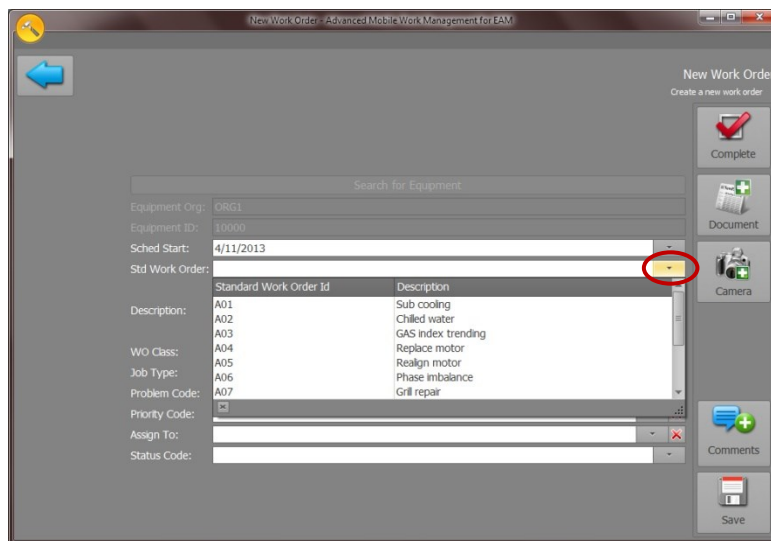 New Work Order - Advanced Mobile Work Management for EAM
New Work Orde
Create a new work order
Complete
Search for Equipment
Equipment Org: ORG1
Document
Equipment ID: 10000
Sched Start: 4/11/2013
Std Work Order:
Standard Work Order Id Description
Camera
A01 Sub cooling
Description:
A02 Chilled water
A03 GAS index trending
WO Class:
A04 Replace motor
Job Type:
A05 Realign motor
A06 Phase imbalance
Problem Code:
A07 Grill repair
Priority Code:
Assign To:
Comments
Status Code:
Save